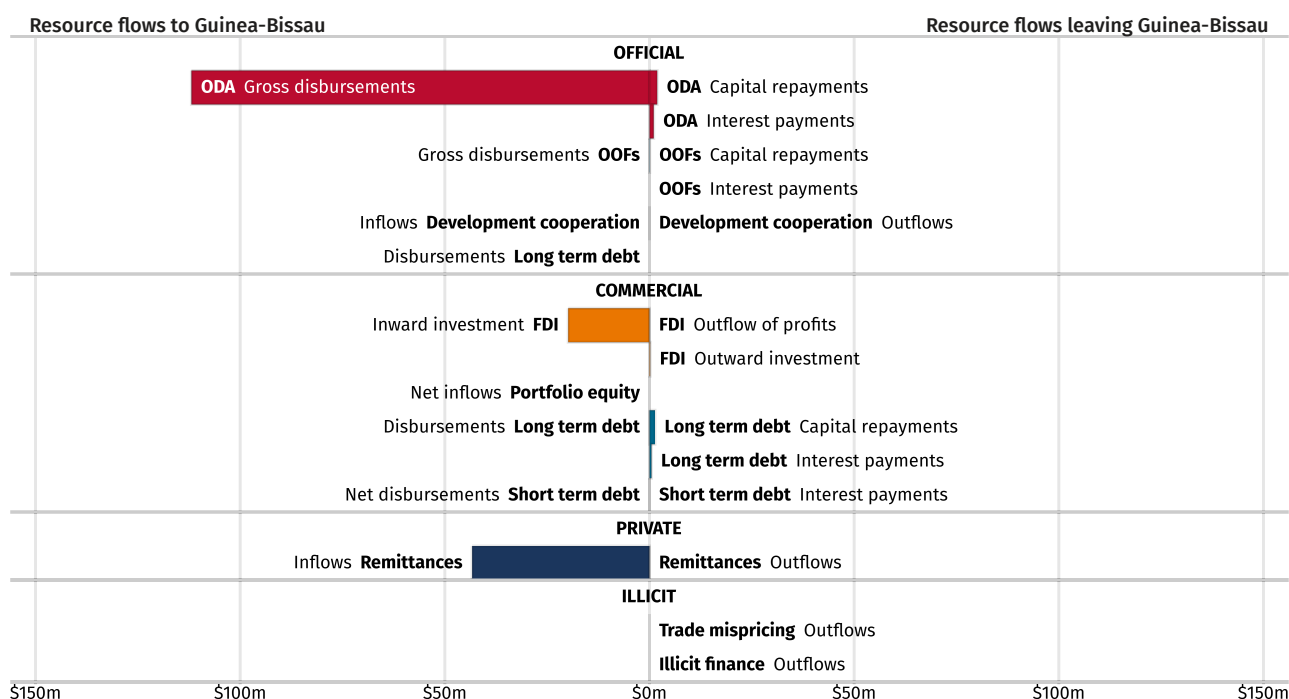 Resource flows to Guinea-Bissau Resource flows leaving Guinea-Bissau
OFFICIAL
ODA Gross disbursements ODA Capital repayments
ODA Interest payments
Gross disbursements OOFs OOFs Capital repayments
OOFs Interest payments
Inflows Development cooperation Development cooperation Outflows
Disbursements Long term debt
COMMERCIAL
Inward investment FDI FDI Outflow of profits
FDI Outward investment
Net inflows Portfolio equity
Disbursements Long term debt Long term debt Capital repayments
Long term debt Interest payments
Net disbursements Short term debt Short term debt Interest payments
PRIVATE
Inflows Remittances Remittances Outflows
ILLICIT
Trade mispricing Outflows
Illicit finance Outflows
$150m $100m $50m $0m $50m $100m $150m